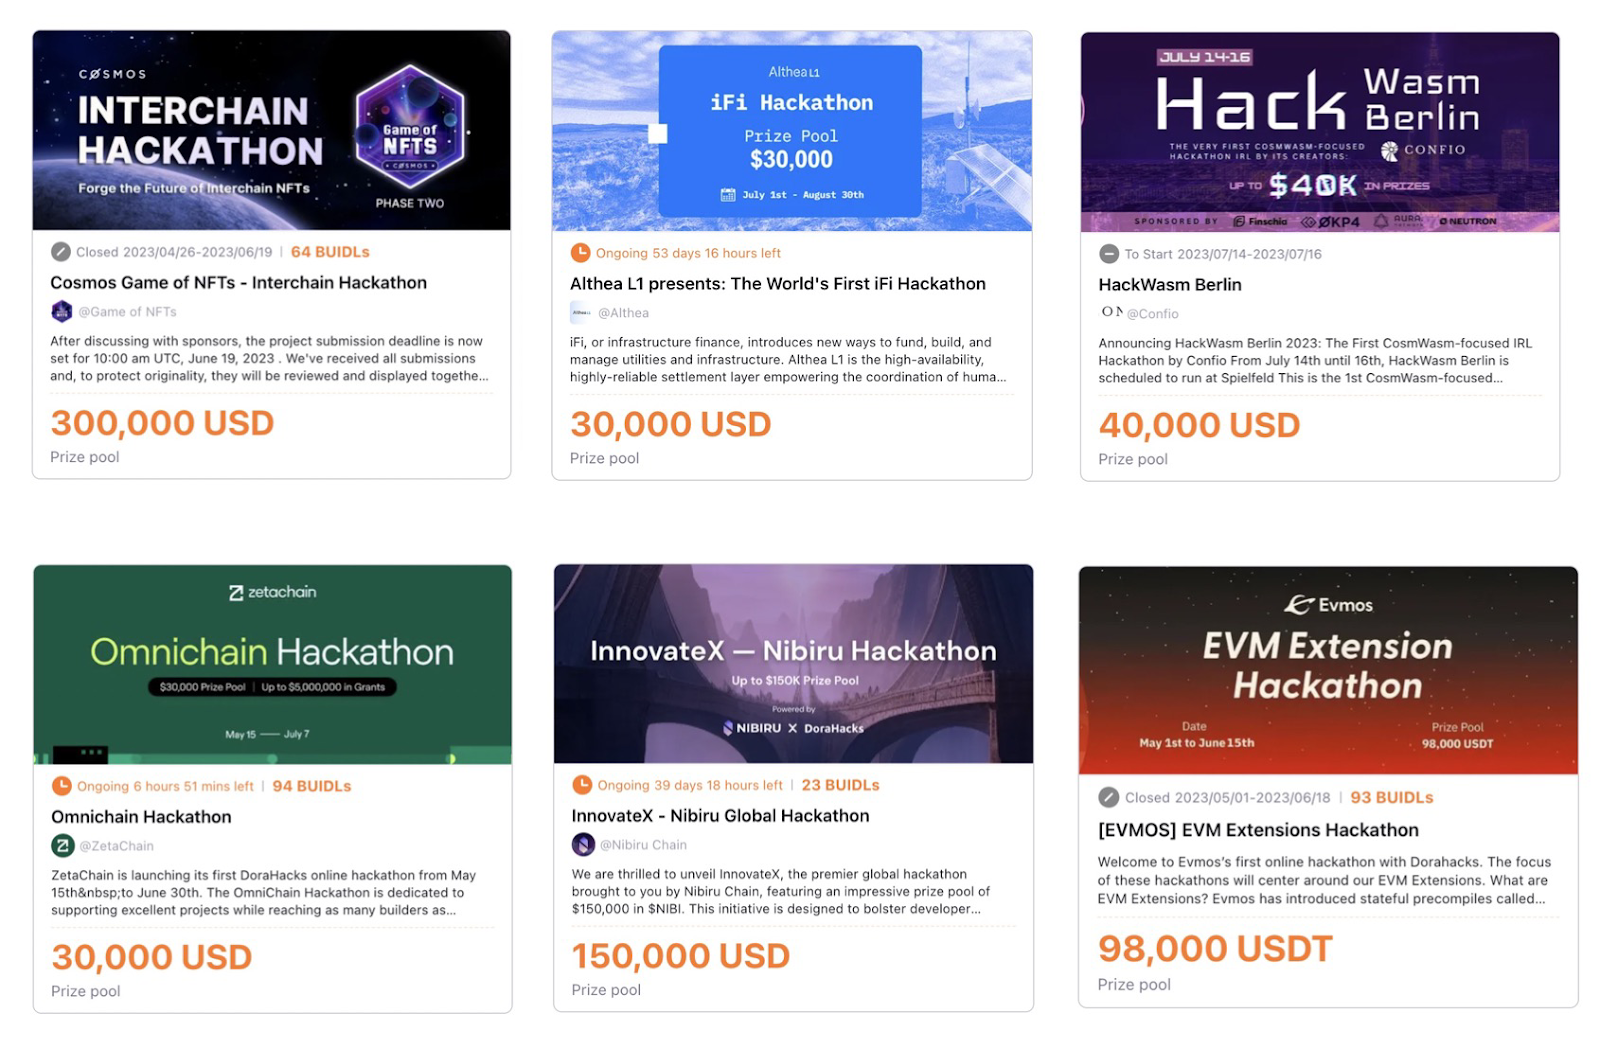 CØSMOS
INTERCHAIN
HACKATHON
Forge the Future of Interchain NFTs
Game of
NFTS
CØSMOS
PHASE TWO
Closed 2023/04/26-2023/06/19 | 64 BUIDLs
Cosmos Game of NFTs - Interchain Hackathon
@Game of NFTs
After discussing with sponsors, the project submission deadline is now
set for 10:00 am UTC, June 19, 2023 . We've received all submissions
and, to protect originality, they will be reviewed and displayed togethe...
300,000 USD
Prize pool
Althea L1
iFi Hackathon
Prize Pool
$30,000
July 1st - August 30th
Ongoing 53 days 16 hours left
Althea L1 presents: The World's First iFi Hackathon
@Althea
iFi, or infrastructure finance, introduces new ways to fund, build, and
manage utilities and infrastructure. Althea L1 is the high-availability,
highly-reliable settlement layer empowering the coordination of huma...
30,000 USD
Prize pool
JULY 14-16
Hack Wasm
Berlin
THE VERY FIRST COSMWASM-FOCUSED
HACKATHON IRL BY ITS CREATORS:
CONFIO
UP TO $40K IN PRIZES
SPONSORED BY Finschia ØKP4 AURA NEUTRON
To Start 2023/07/14-2023/07/16
HackWasm Berlin
@Confio
Announcing HackWasm Berlin 2023: The First CosmWasm-focused IRL
Hackathon by Confio From July 14th until 16th, HackWasm Berlin is
scheduled to run at Spielfeld This is the 1st CosmWasm-focused...
40,000 USD
Prize pool
zetachain
Omnichain Hackathon
$30,000 Prize Pool | Up to $5,000,000 in Grants
May 15 — July 7
Ongoing 6 hours 51 mins left | 94 BUIDLs
Omnichain Hackathon
@ZetaChain
ZetaChain is launching its first DoraHacks online hackathon from May
15th&nbsp;to June 30th. The OmniChain Hackathon is dedicated to
supporting excellent projects while reaching as many builders as...
30,000 USD
Prize pool
InnovateX — Nibiru Hackathon
Up to $150K Prize Pool
Powered by
NIBIRU X DoraHacks
Ongoing 39 days 18 hours left | 23 BUIDLs
InnovateX - Nibiru Global Hackathon
@Nibiru Chain
We are thrilled to unveil InnovateX, the premier global hackathon
brought to you by Nibiru Chain, featuring an impressive prize pool of
$150,000 in $NIBI. This initiative is designed to bolster developer...
150,000 USD
Prize pool
Evmos
EVM Extension
Hackathon
Date
May 1st to June 15th
Prize Pool
98,000 USDT
Closed 2023/05/01-2023/06/18 | 93 BUIDLs
[EVMOS] EVM Extensions Hackathon
Welcome to Evmos's first online hackathon with Dorahacks. The focus
of these hackathons will center around our EVM Extensions. What are
EVM Extensions? Evmos has introduced stateful precompiles called...
98,000 USDT
Prize pool